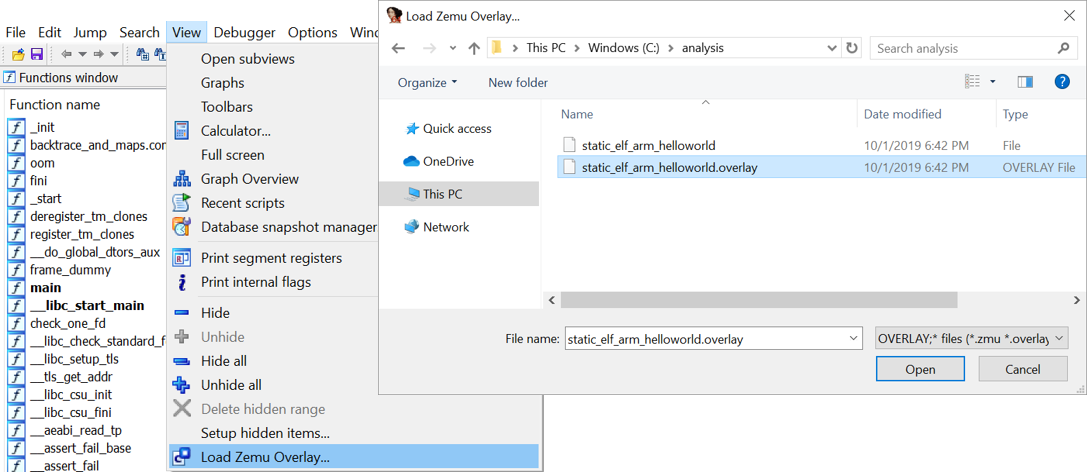 File Edit Jump Search View Debugger Options
Functions window
Function name
_init
oom
fini
_start
deregister_tm_clones
register_tm_clones
__do_global_dtors_aux
frame_dummy
main
__libc_start_main
check_one_fd
__libc_setup_tls
__tls_get_addr
__libc_csu_init
__libc_csu_fini
__aeabi_read_tp
__assert_fail_base
__assert_fail
Open subviews
Graphs
Toolbars
Calculator...
Full screen
Graph Overview
Recent scripts
Database snapshot manager
Print segment registers
Print internal flags
Hide
Unhide
Hide all
Unhide all
Delete hidden range
Setup hidden items...
Load Zemu Overlay...
Load Zemu Overlay...
This PC > Windows (C:) > analysis
Search analysis
Organize
New folder
Quick access
OneDrive
This PC
Network
Name Date modified Type
static_elf_arm_helloworld 10/1/2019 6:42 PM File
static_elf_arm_helloworld.overlay 10/1/2019 6:42 PM OVERLAY File
File name: static_elf_arm_helloworld.overlay
OVERLAY;* files (*.zmu *.overlay
Open Cancel